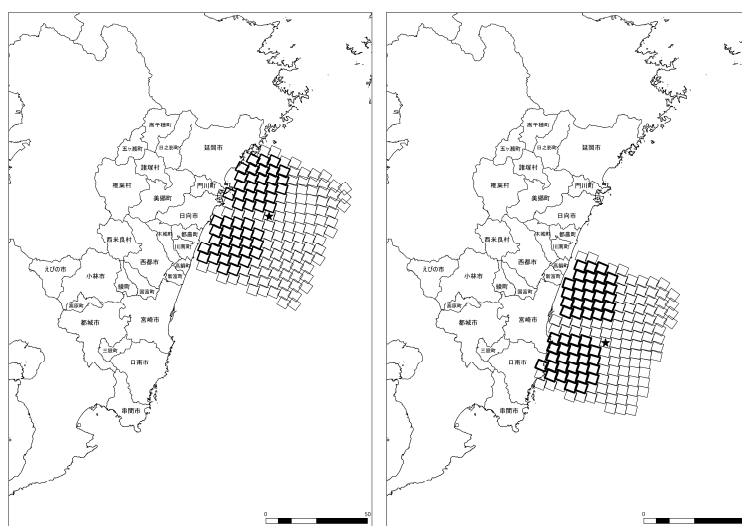 高千穂町
延岡市
五ヶ瀬町
日之影町
諸塚村
椎葉村
門川町
美郷町
日向市
西米良村
木城町
都農町
川南町
えびの市
西都市
高鍋町
小林市
新富町
綾町
国富町
高原町
宮崎市
都城市
三股町
日南市
串間市
0
50
高千穂町
延岡市
五ヶ瀬町
日之影町
諸塚村
椎葉村
門川町
美郷町
日向市
西米良村
木城町
都農町
川南町
えびの市
西都市
高鍋町
小林市
新富町
綾町
国富町
高原町
宮崎市
都城市
三股町
日南市
串間市
0